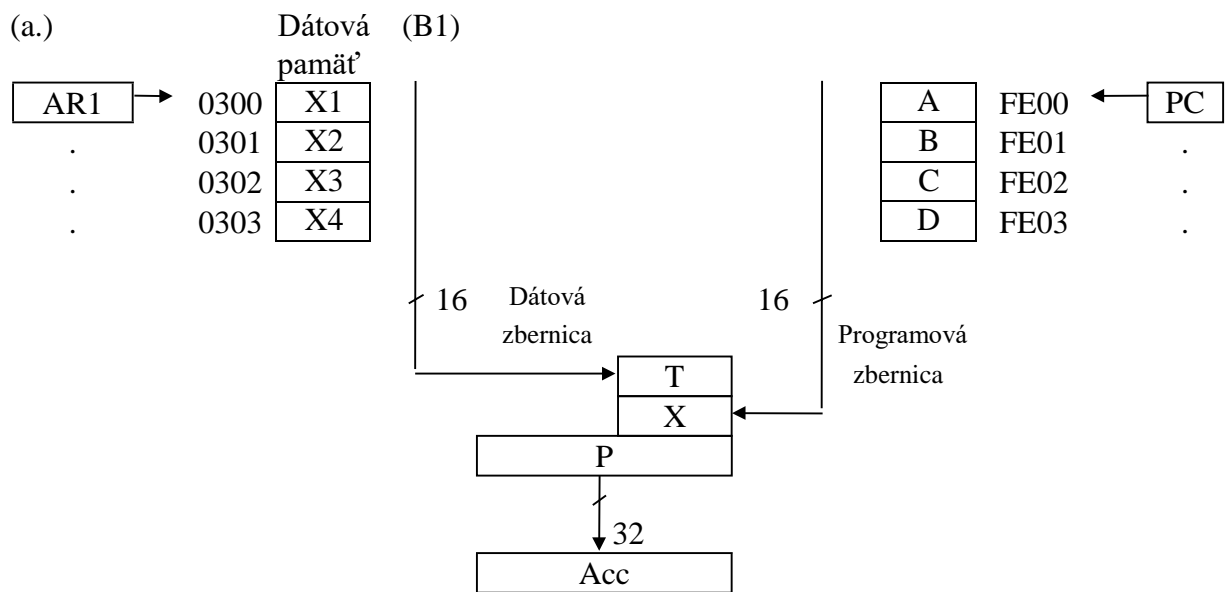 (a.) Dátová (B1)
pamäť
AR1 0300 X1 A FE00 PC
. 0301 X2 B FE01 .
. 0302 X3 C FE02 .
. 0303 X4 D FE03 .
16 Dátová 16
zbernica Programová
T zbernica
X
P
32
Acc